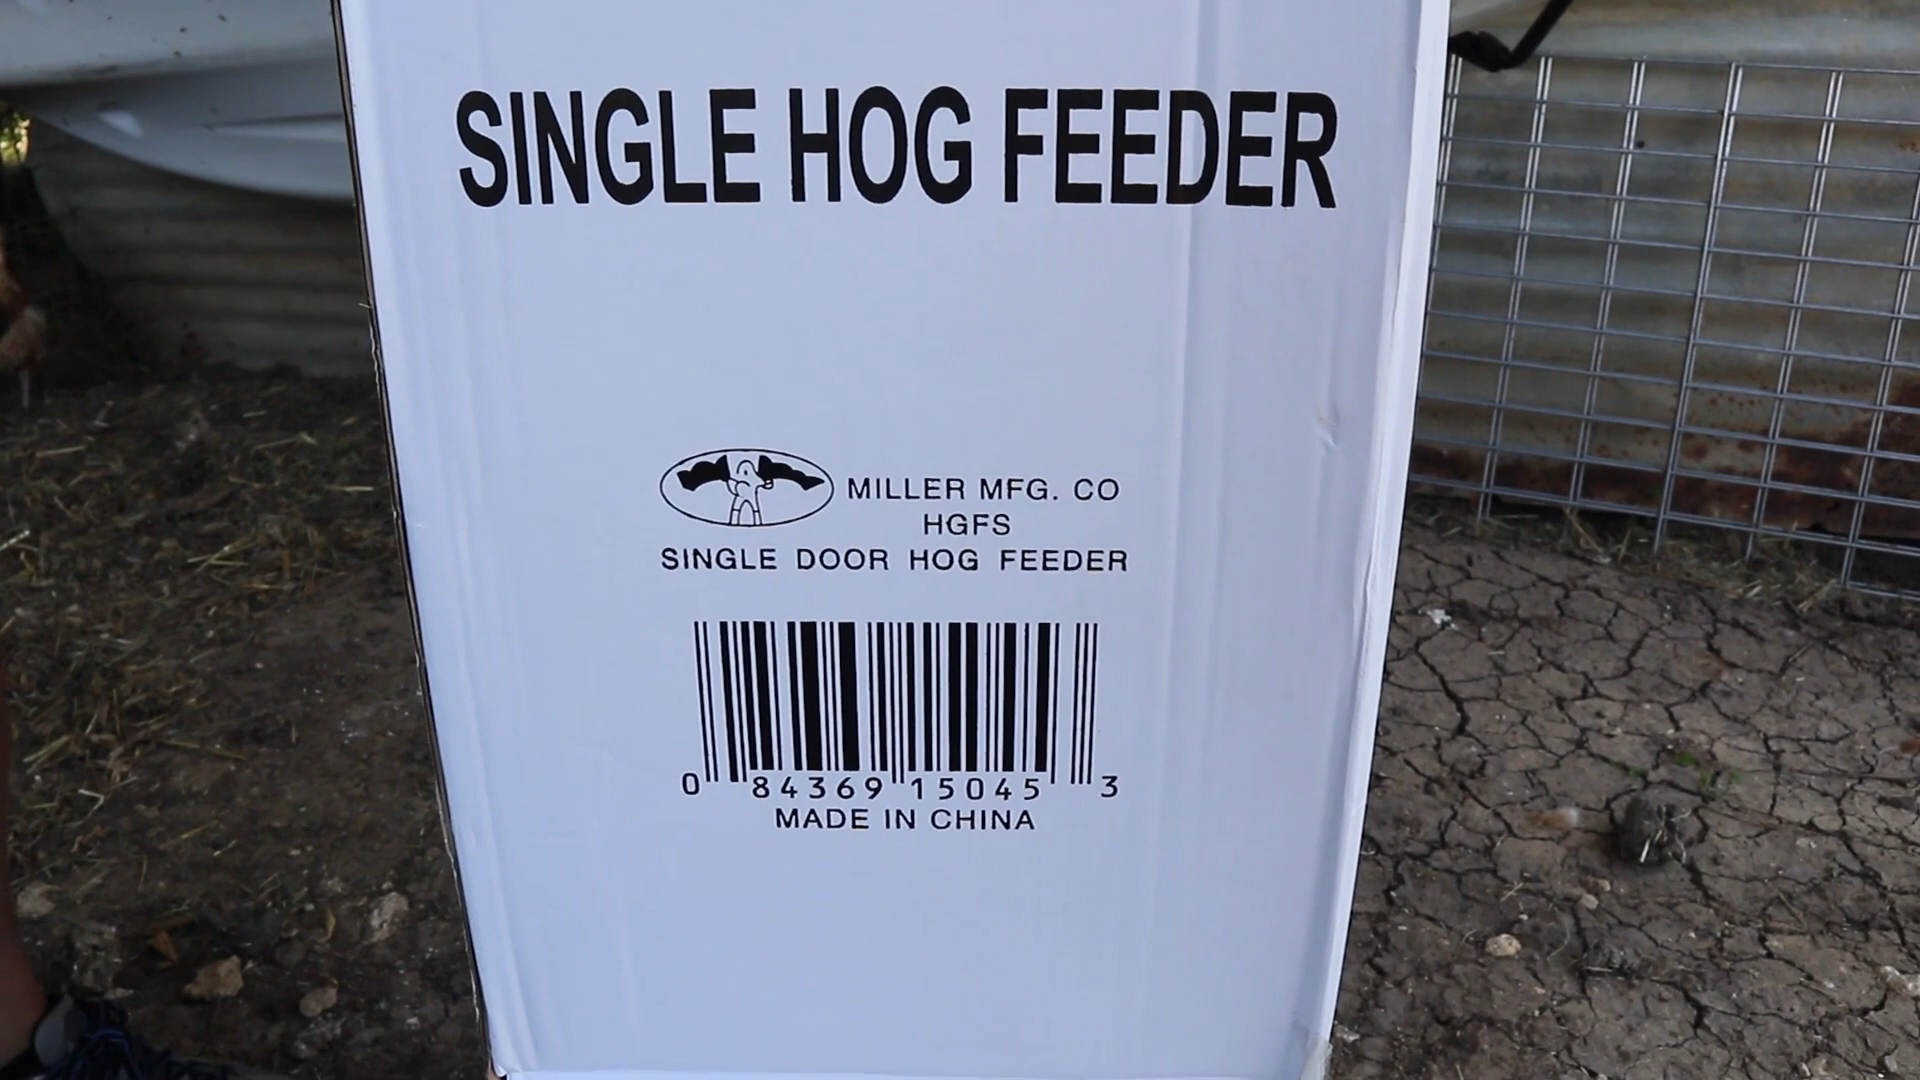 SINGLE HOG FEEDER
MILLER MFG. CO
HGFS
SINGLE DOOR HOG FEEDER
0 84369 15045 3
MADE IN CHINA